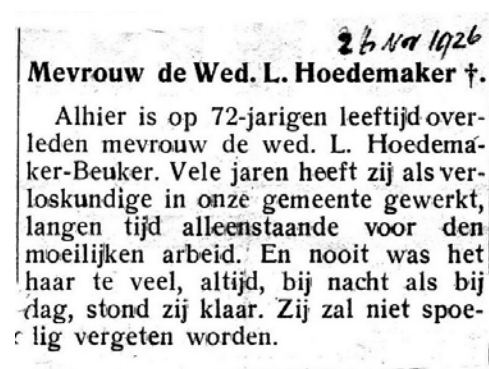 26 Nov 1926
Mevrouw de Wed. L. Hoedemaker †.
Alhier is op 72-jarigen leeftijd over-
leden mevrouw de wed. L. Hoedema-
ker-Beuker. Vele jaren heeft zij als ver-
loskundige in onze gemeente gewerkt,
langen tijd alleenstaande voor den
moeilijken arbeid. En nooit was het
haar te veel, altijd, bij nacht als bij
dag, stond zij klaar. Zij zal niet spoe-
lig vergeten worden.